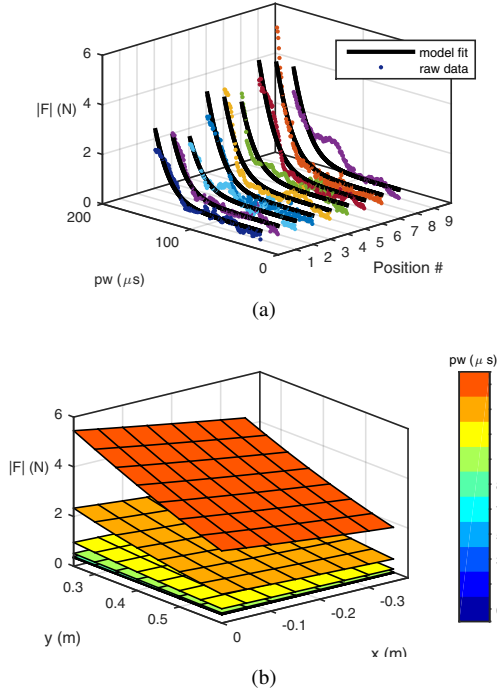 6
4
|F| (N)
2
0
200
100
0
pw (μs)
1 2 3 4 5 6 7 8 9
Position #
model fit
raw data
(a)
pw (μ s)
6
|F| (N)
4
2
0
0.3
0.4
0.5
y (m)
0
-0.1
-0.2
-0.3
x (m)
(b)